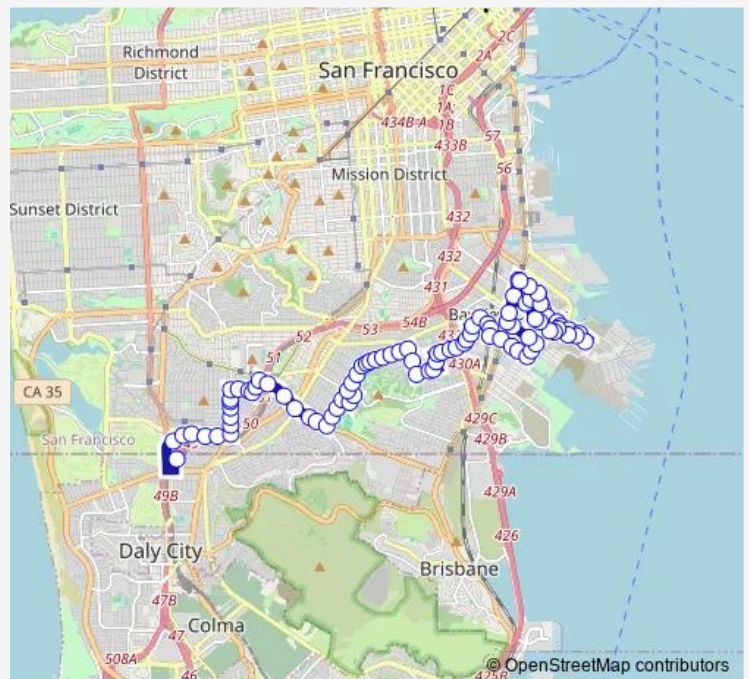 Richmond
District
San Francisco
2C
2A
1C
1A
434B-A
1B
433B
57
56
Mission District
Sunset District
432
432
431
52
53
54B
51
430A
CA 35
50
San Francisco
429C
429B
49B
429A
426
Daly City
Brisbane
47B
Colma
47
508A
46
425B
© OpenStreetMap contributors